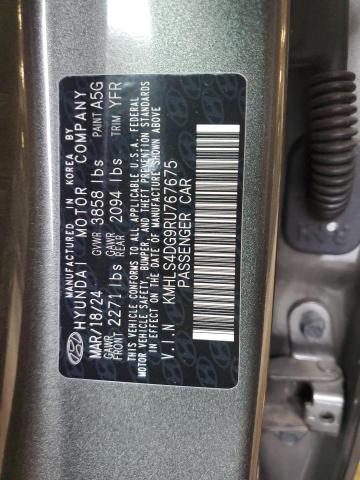 MANUFACTURED IN KOREA BY
HYUNDAI MOTOR COMPANY
MAR/18/24 GVWR 3858 lbs PAINT A5G
GAWR FRONT 2271 lbs GAWR REAR 2094 lbs TRIM YFR
THIS VEHICLE CONFORMS TO ALL APPLICABLE U.S.A. FEDERAL
MOTOR VEHICLE SAFETY, BUMPER, AND THEFT PREVENTION STANDARDS
IN EFFECT ON THE DATE OF MANUFACTURE SHOWN ABOVE
V.I.N KMHLS4DG9RU767675
PASSENGER CAR